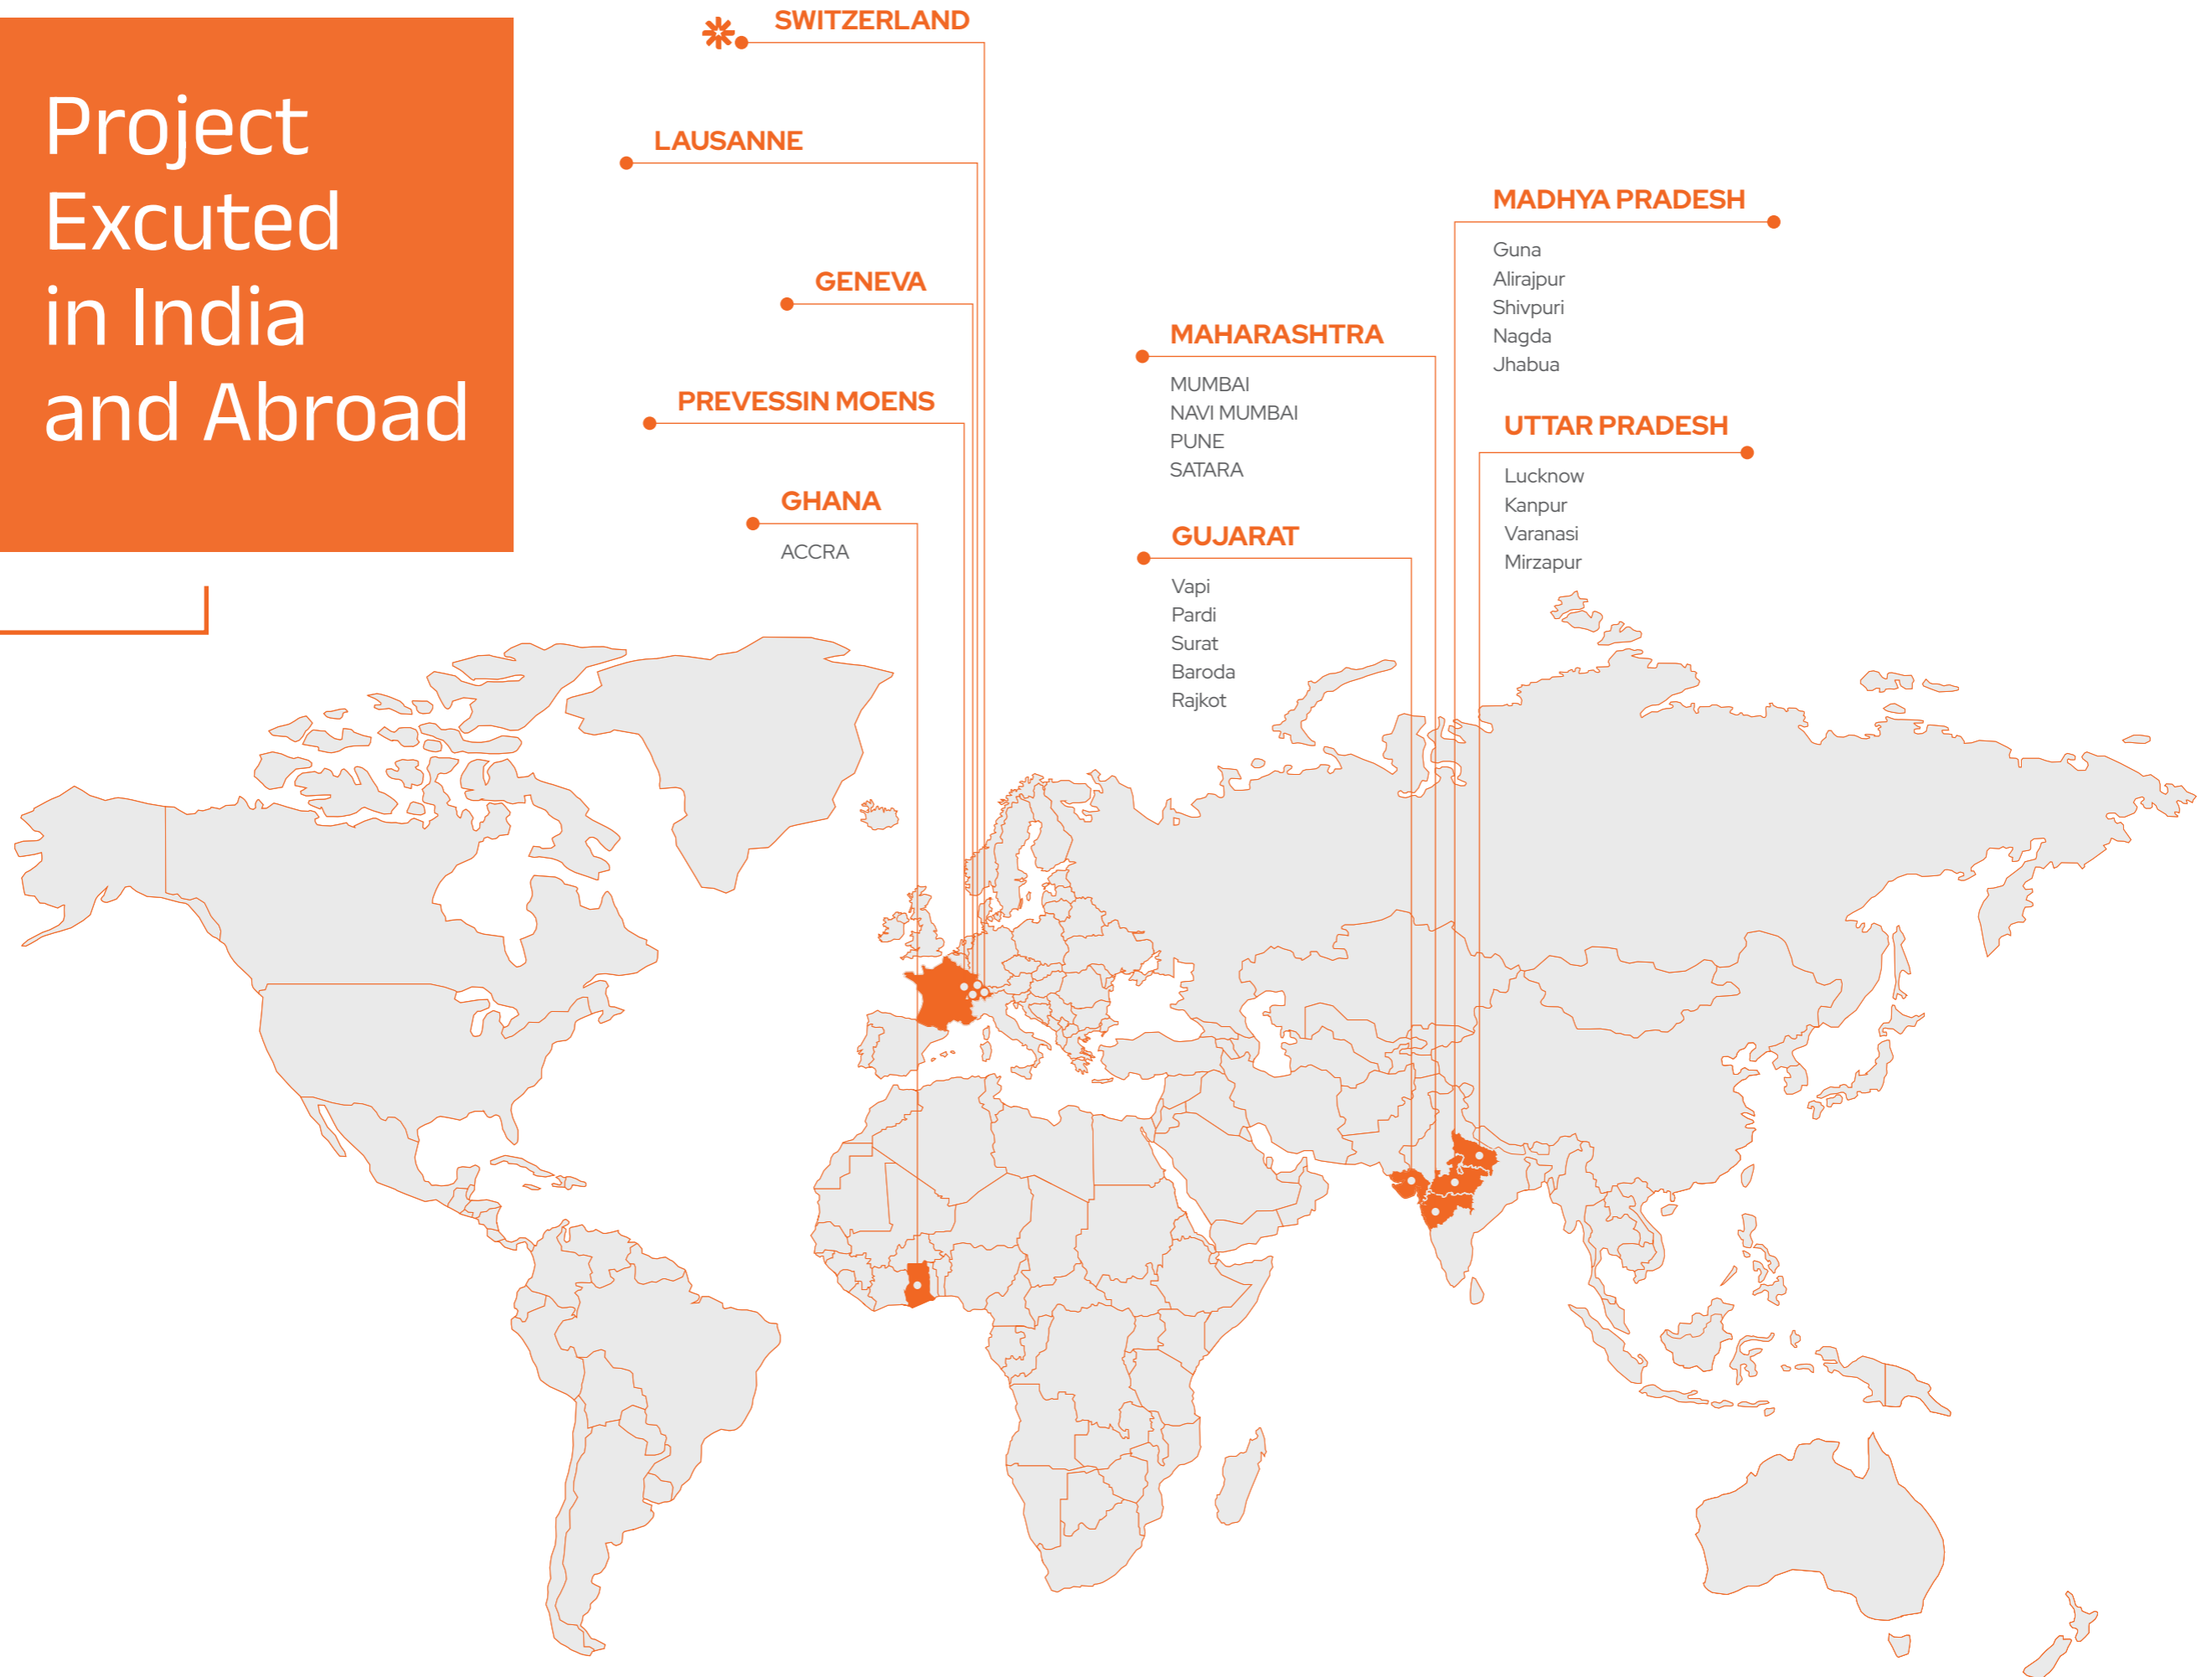 Project
Excuted
in India
and Abroad
SWITZERLAND
LAUSANNE
GENEVA
PREVESSIN MOENS
GHANA
ACCRA
MAHARASHTRA
MUMBAI
NAVI MUMBAI
PUNE
SATARA
GUJARAT
Vapi
Pardi
Surat
Baroda
Rajkot
MADHYA PRADESH
Guna
Alirajpur
Shivpuri
Nagda
Jhabua
UTTAR PRADESH
Lucknow
Kanpur
Varanasi
Mirzapur